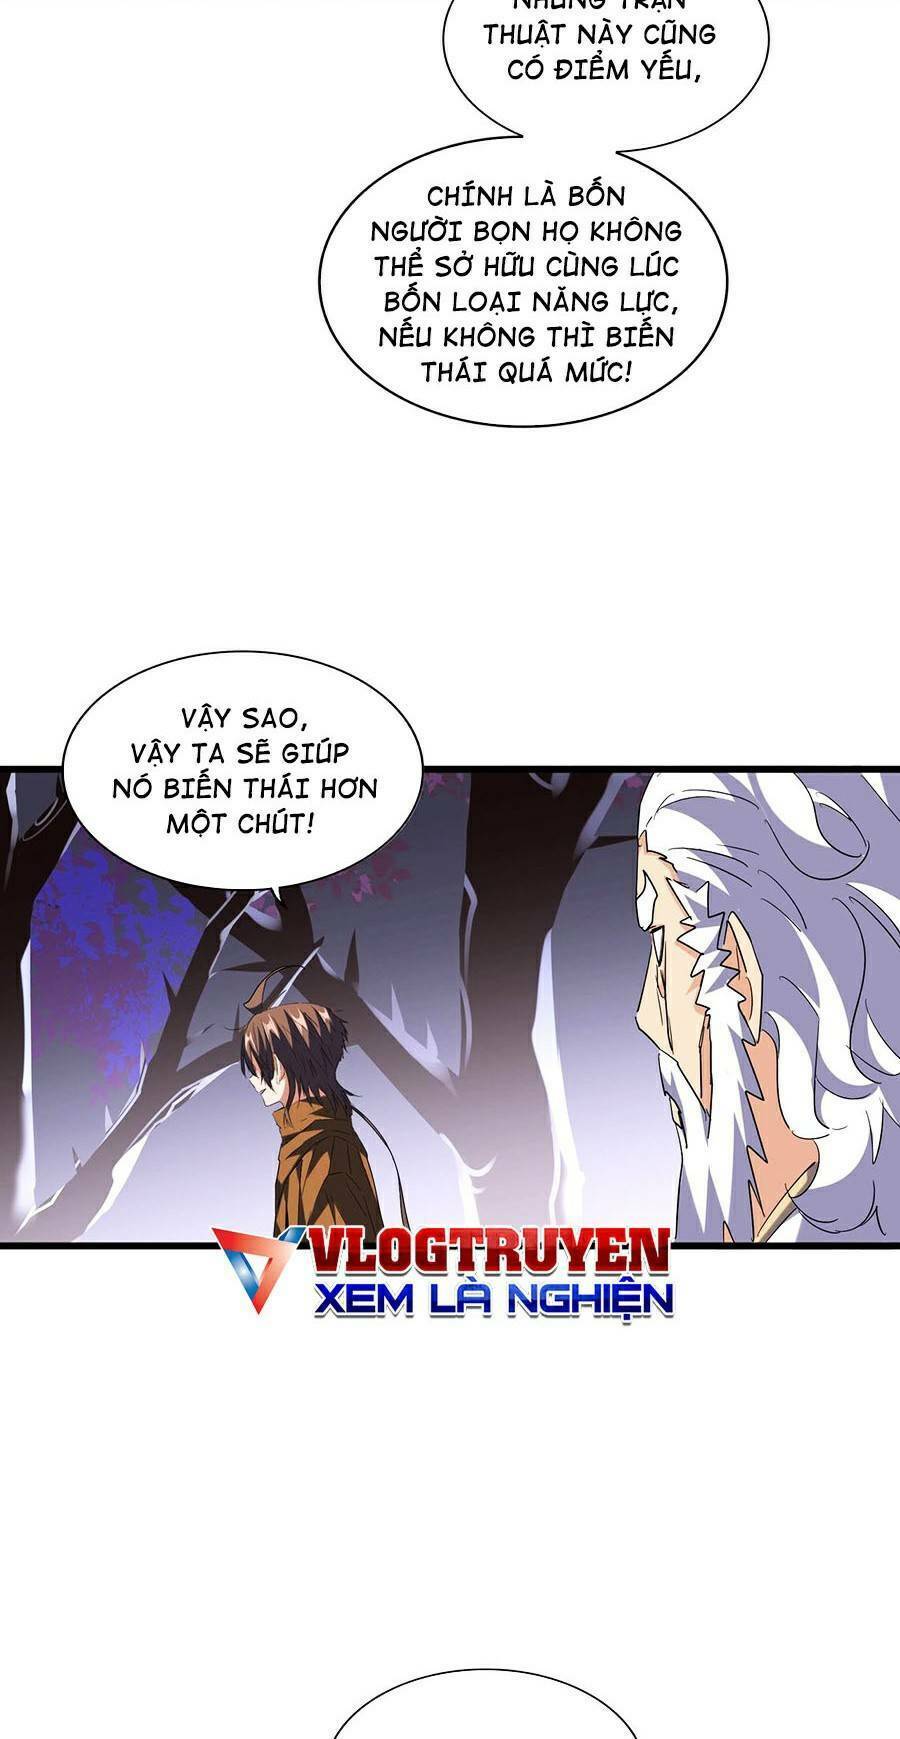 NHƯNG TRẬN
THUẬT NÀY CŨNG
CÓ ĐIỂM YẾU,
CHÍNH LÀ BỐN
NGƯỜI BỌN HỌ KHÔNG
THỂ SỞ HỮU CÙNG LÚC
BỐN LOẠI NĂNG LỰC,
NẾU KHÔNG THÌ BIẾN
THÁI QUÁ MỨC!
VẬY SAO,
VẬY TA SẼ GIÚP
NÓ BIẾN THÁI HƠN
MỘT CHÚT!
VLOGTRUYEN
XEM LÀ NGHIỆN